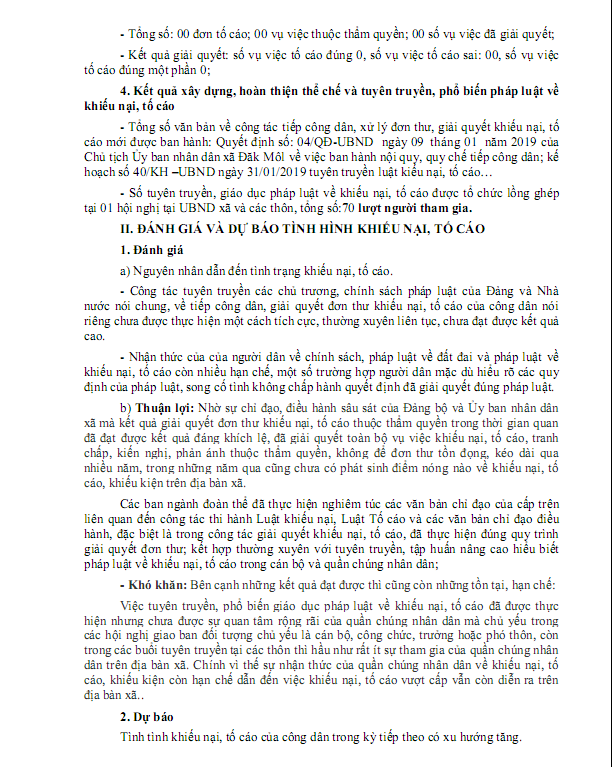 - Tổng số: 00 đơn tố cáo; 00 vụ việc thuộc thẩm quyền; 00 số vụ việc đã giải quyết;
- Kết quả giải quyết: số vụ việc tố cáo đúng 0, số vụ việc tố cáo sai: 00, số vụ việc
tố cáo đúng một phần 0;
4. Kết quả xây dựng, hoàn thiện thể chế và tuyên truyền, phổ biến pháp luật về
khiếu nại, tố cáo
- Tổng số văn bản về công tác tiếp công dân, xử lý đơn thư, giải quyết khiếu nại, tố
cáo mới được ban hành: Quyết định số: 04/QĐ-UBND ngày 09 tháng 01 năm 2019 của
Chủ tịch Ủy ban nhân dân xã Đăk Môl về việc ban hành nội quy, quy chế tiếp công dân; kế
hoạch số 40/KH –UBND ngày 31/01/2019 tuyên truyền luật kiếu nại, tố cáo…
- Số tuyên truyền, giáo dục pháp luật về khiếu nại, tố cáo được tổ chức lồng ghép
tại 01 hội nghị tại UBND xã và các thôn, tổng số:70 lượt người tham gia.
II. ĐÁNH GIÁ VÀ DỰ BÁO TÌNH HÌNH KHIẾU NẠI, TỐ CÁO
1. Đánh giá
a) Nguyên nhân dẫn đến tình trạng khiếu nại, tố cáo.
- Công tác tuyên truyền các chủ trương, chính sách pháp luật của Đảng và Nhà
nước nói chung, về tiếp công dân, giải quyết đơn thư khiếu nại, tố cáo của công dân nói
riêng chưa được thực hiện một cách tích cực, thường xuyên liên tục, chưa đạt được kết quả
cao.
- Nhận thức của của người dân về chính sách, pháp luật về đất đai và pháp luật về
khiếu nại, tố cáo còn nhiều hạn chế, một số trường hợp người dân mặc dù hiểu rõ các quy
định của pháp luật, song cố tình không chấp hành quyết định đã giải quyết đúng pháp luật.
b) Thuận lợi: Nhờ sự chỉ đạo, điều hành sâu sát của Đảng bộ và Ủy ban nhân dân
xã mà kết quả giải quyết đơn thư khiếu nại, tố cáo thuộc thẩm quyền trong thời gian quan
đã đạt được kết quả đáng khích lệ, đã giải quyết toàn bộ vụ việc khiếu nại, tố cáo, tranh
chấp, kiến nghị, phản ánh thuộc thẩm quyền, không để đơn thư tồn đọng, kéo dài qua
nhiều năm, trong những năm qua cũng chưa có phát sinh điểm nóng nào về khiếu nại, tố
cáo, khiếu kiện trên địa bàn xã.
Các ban ngành đoàn thể đã thực hiện nghiêm túc các văn bản chỉ đạo của cấp trên
liên quan đến công tác thi hành Luật khiếu nại, Luật Tố cáo và các văn bản chỉ đạo điều
hành, đặc biệt là trong công tác giải quyết khiếu nại, tố cáo, đã thực hiện đúng quy trình
giải quyết đơn thư; kết hợp thường xuyên với tuyên truyền, tập huấn nâng cao hiểu biết
pháp luật về khiếu nại, tố cáo trong cán bộ và quần chúng nhân dân;
- Khó khăn: Bên cạnh những kết quả đạt được thì cũng còn những tồn tại, hạn chế:
Việc tuyên truyền, phổ biến giáo dục pháp luật về khiếu nại, tố cáo đã được thực
hiện nhưng chưa được sự quan tâm rộng rãi của quần chúng nhân dân mà chủ yếu trong
các hội nghị giao ban đối tượng chủ yếu là cán bộ, công chức, trưởng hoặc phó thôn, còn
trong các buổi tuyên truyền tại các thôn thì hầu như rất ít sự tham gia của quần chúng nhân
dân trên địa bàn xã. Chính vì thế sự nhận thức của quần chúng nhân dân về khiếu nại, tố
cáo, khiếu kiện còn hạn chế dẫn đến việc khiếu nại, tố cáo vượt cấp vẫn còn diễn ra trên
địa bàn xã..
2. Dự báo
Tình tình khiếu nại, tố cáo của công dân trong kỳ tiếp theo có xu hướng tăng.